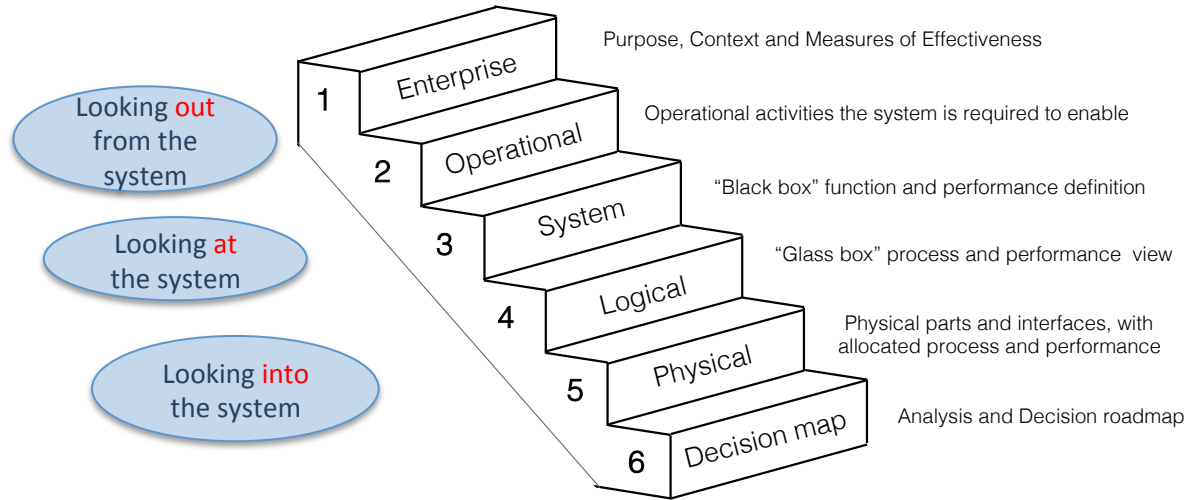 Purpose, Context and Measures of Effectiveness
Enterprise
1
Looking out
from the
system
Operational activities the system is required to enable
Operational
2
“Black box” function and performance definition
System
3
Looking at
the system
“Glass box” process and performance view
Logical
4
Physical parts and interfaces, with
allocated process and performance
Physical
5
Looking into
the system
Analysis and Decision roadmap
Decision map
6